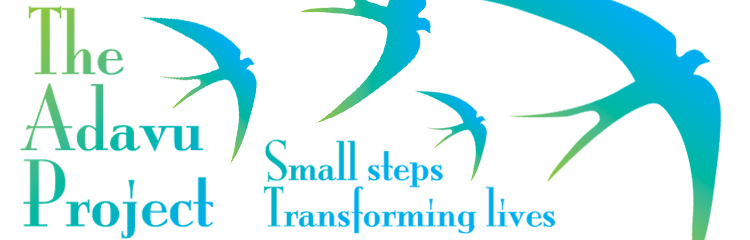 The
Adavu
Project
Small steps
Transforming lives